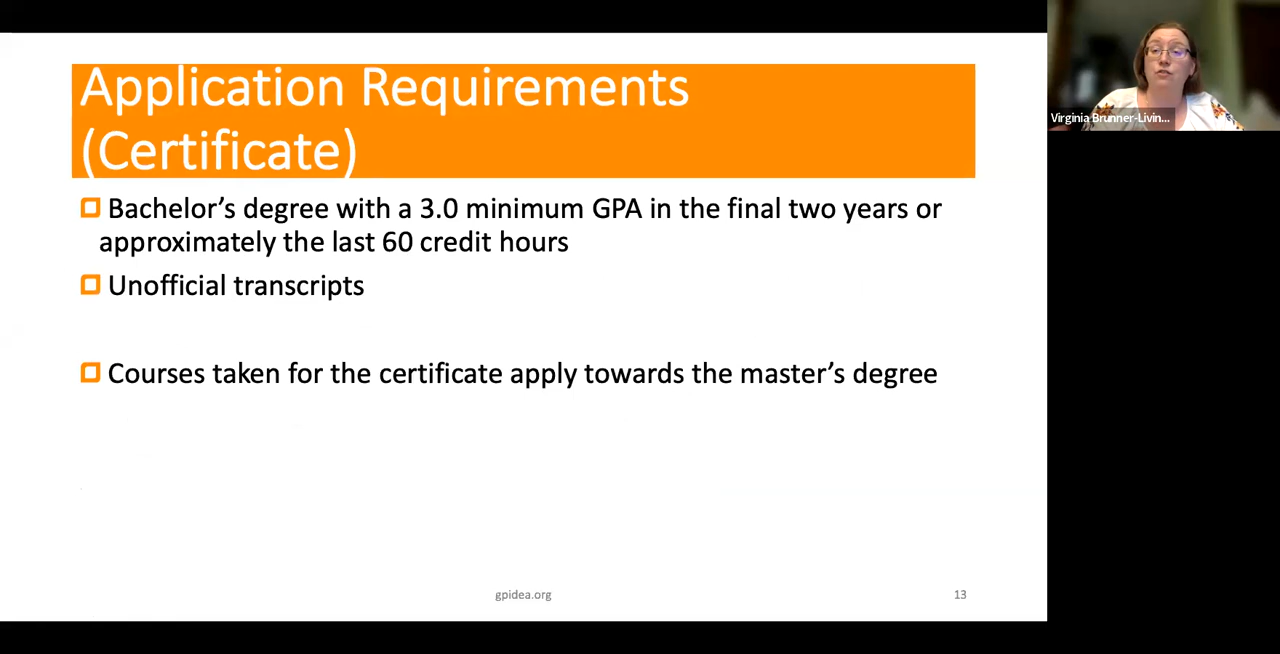 Application Requirements
(Certificate)
Bachelor’s degree with a 3.0 minimum GPA in the final two years or
approximately the last 60 credit hours
Unofficial transcripts
Courses taken for the certificate apply towards the master’s degree
gpidea.org
13
Virginia Brunner-Livin...